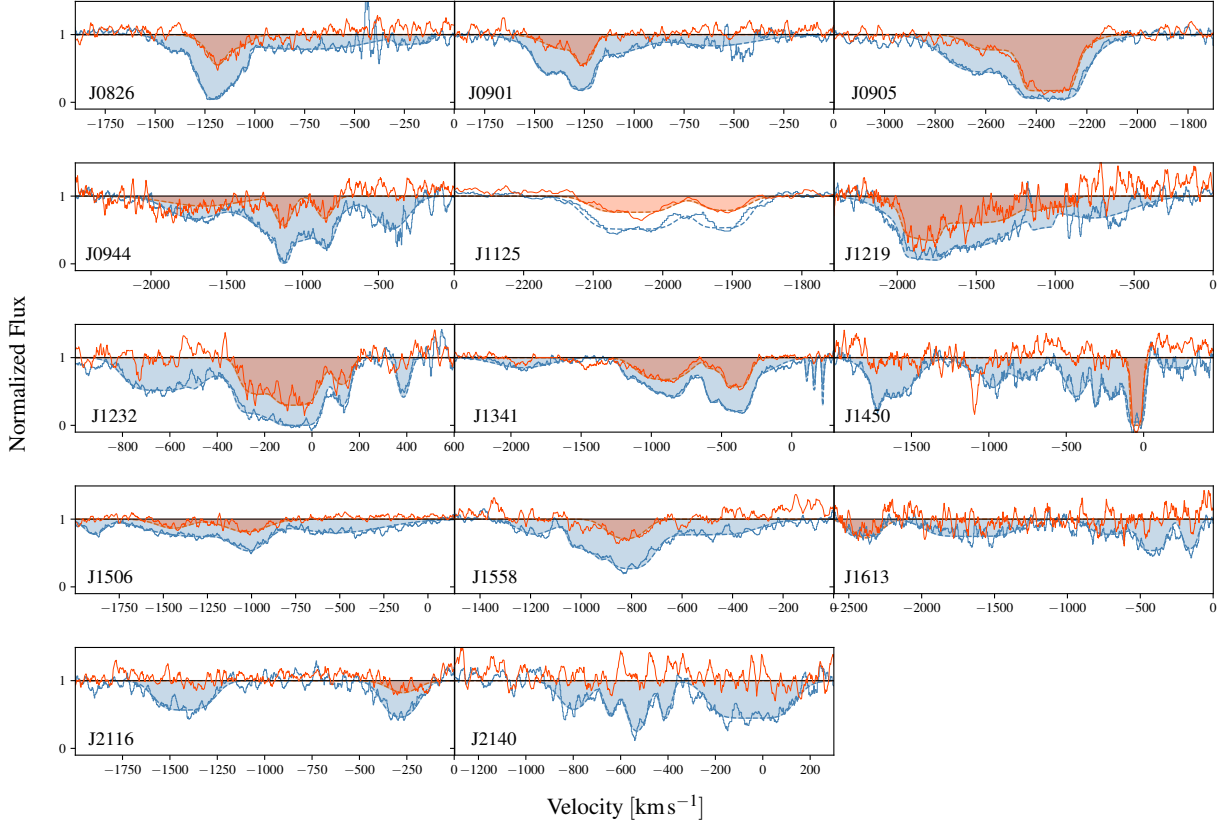 1
0
J0826
J0901
J0905
−1750 −1500 −1250 −1000 −750 −500 −250 0
−1750 −1500 −1250 −1000 −750 −500 −250 0
−3000 −2800 −2600 −2400 −2200 −2000 −1800
1
0
J0944
J1125
J1219
−2000 −1500 −1000 −500 0
−2200 −2100 −2000 −1900 −1800
−2000 −1500 −1000 −500 0
Normalized Flux
1
0
J1232
J1341
J1450
−800 −600 −400 −200 0 200 400 600
−2000 −1500 −1000 −500 0
−1500 −1000 −500 0
1
0
J1506
J1558
J1613
−1750 −1500 −1250 −1000 −750 −500 −250 0
−1400 −1200 −1000 −800 −600 −400 −200 0
−2500 −2000 −1500 −1000 −500 0
1
0
J2116
J2140
−1750 −1500 −1250 −1000 −750 −500 −250 0
−1200 −1000 −800 −600 −400 −200 0 200
Velocity [km s−1]